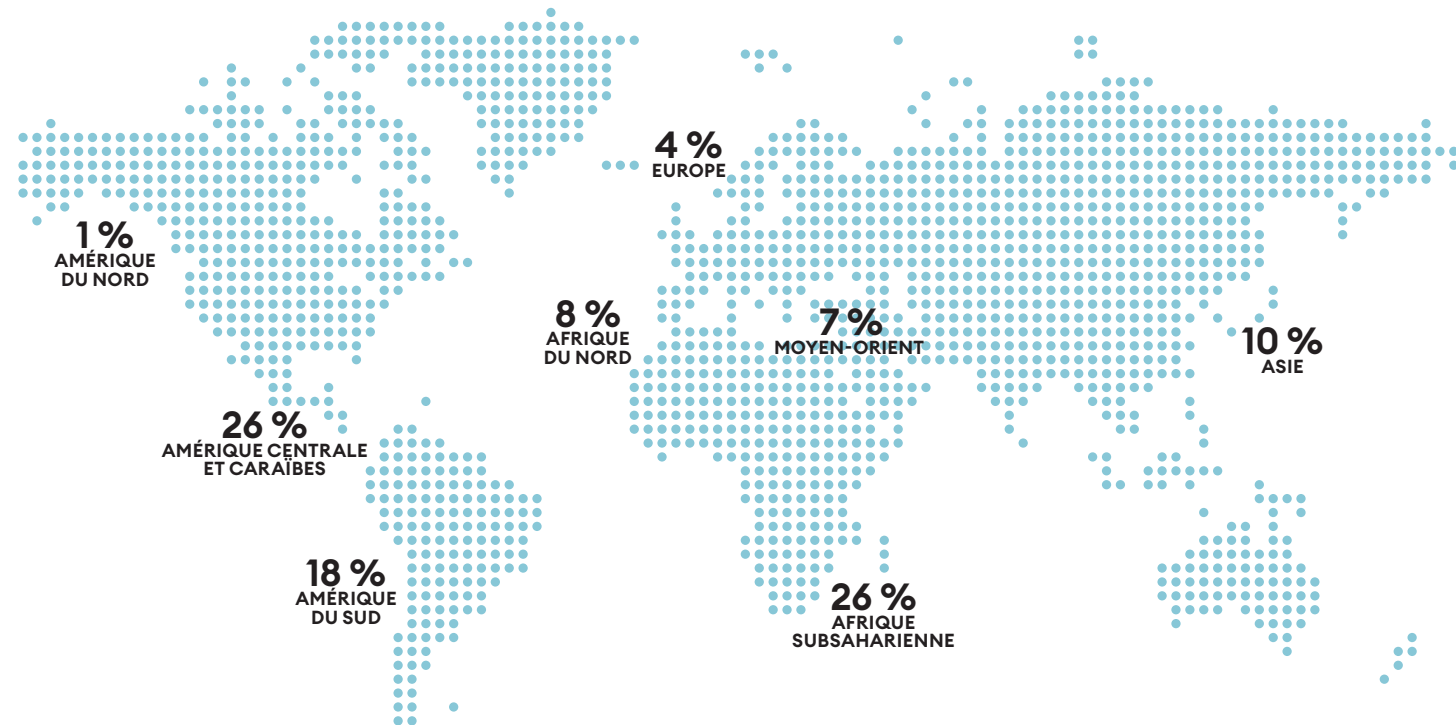 4 %
EUROPE
1 %
AMÉRIQUE
DU NORD
8 %
AFRIQUE
DU NORD
7 %
MOYEN-ORIENT
10 %
ASIE
26 %
AMÉRIQUE CENTRALE
ET CARAÏBES
18 %
AMÉRIQUE
DU SUD
26 %
AFRIQUE
SUBSAHARIENNE